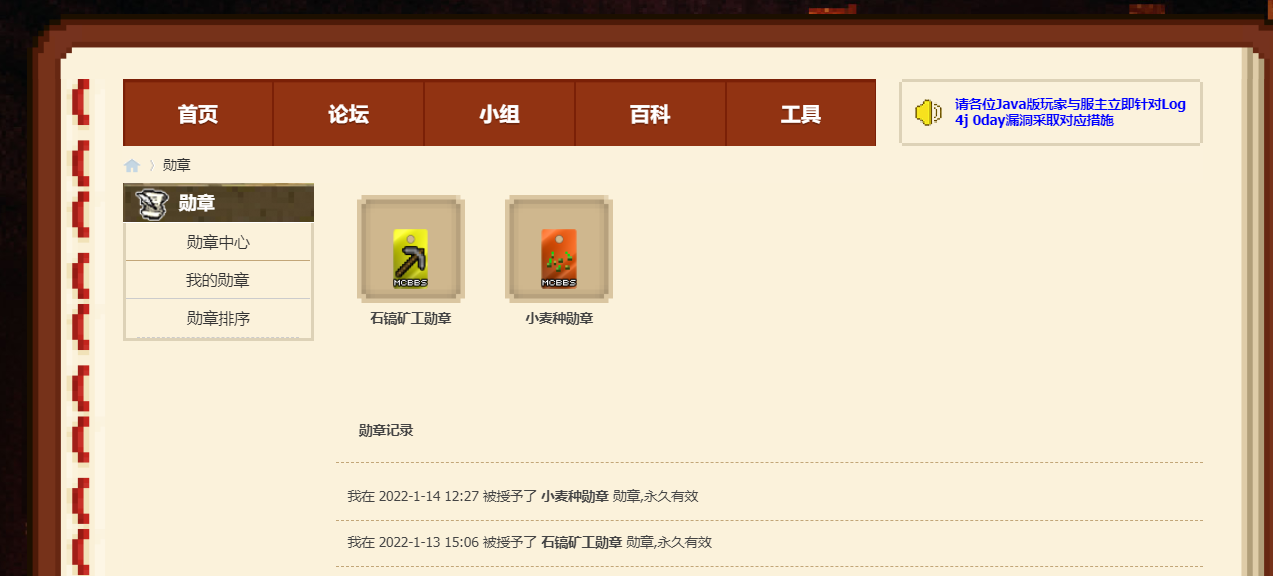 首页 论坛 小组 百科 工具
请各位Java版玩家与服主立即针对Log
4j 0day漏洞采取对应措施
勋章
勋章
勋章中心
我的勋章
勋章排序
MCBBS MCBBS
石镐矿工勋章 小麦种勋章
勋章记录
我在 2022-1-14 12:27 被授予了 小麦种勋章 勋章,永久有效
我在 2022-1-13 15:06 被授予了 石镐矿工勋章 勋章,永久有效